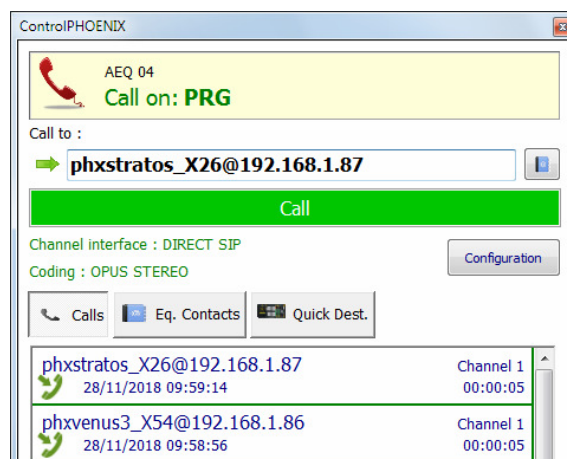 ControlPHOENIX
AEQ 04
Call on: PRG
Call to :
phxstratos_X26@192.168.1.87
Call
Channel interface : DIRECT SIP
Coding : OPUS STEREO
Configuration
Calls Eq. Contacts Quick Dest.
phxstratos_X26@192.168.1.87 Channel 1
28/11/2018 09:59:14 00:00:05
phxvenus3_X54@192.168.1.86 Channel 1
28/11/2018 09:58:56 00:00:05